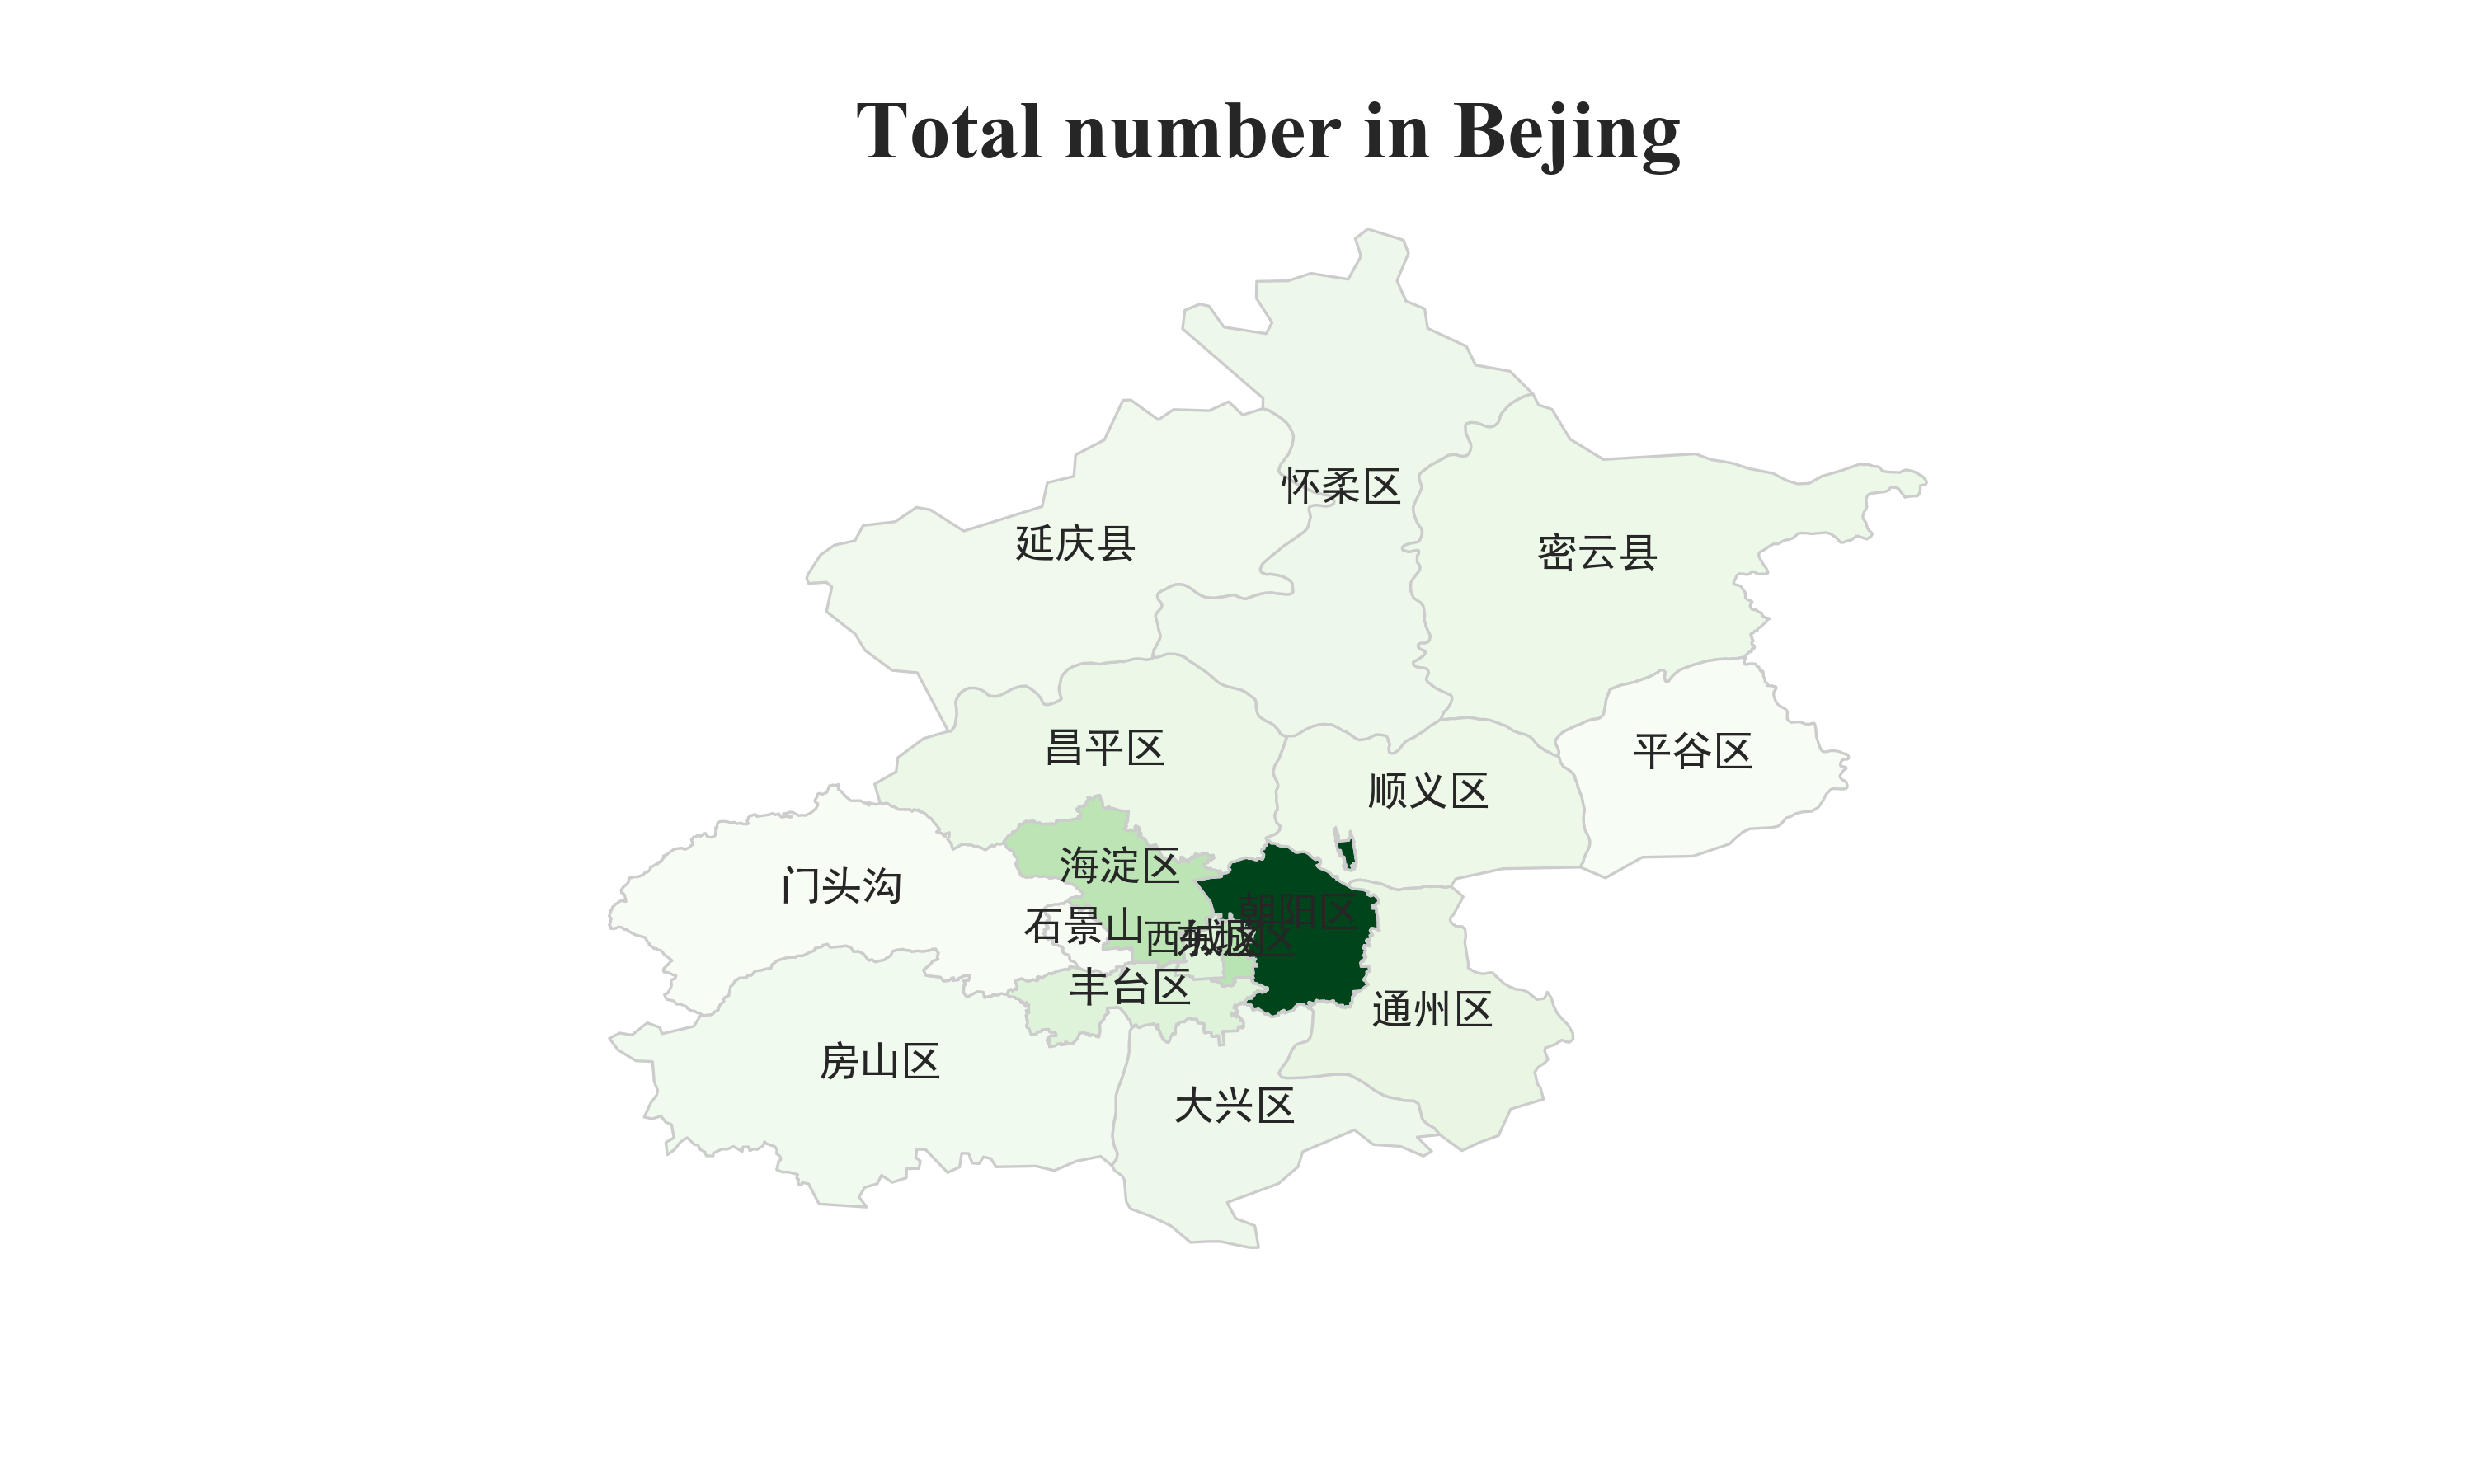 Total number in Bejing
怀柔区
延庆县
密云县
昌平区
平谷区
顺义区
海淀区
门头沟
朝阳区
石景山
西城区
东城区
丰台区
通州区
房山区
大兴区